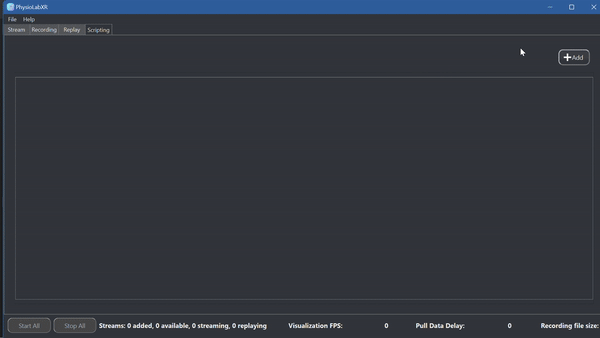 PhysioLabXR
File Help
Stream Recording Replay Scripting
Add
Start All Stop All Streams: 0 added, 0 available, 0 streaming, 0 replaying Visualization FPS: 0 Pull Data Delay: 0 Recording file size: